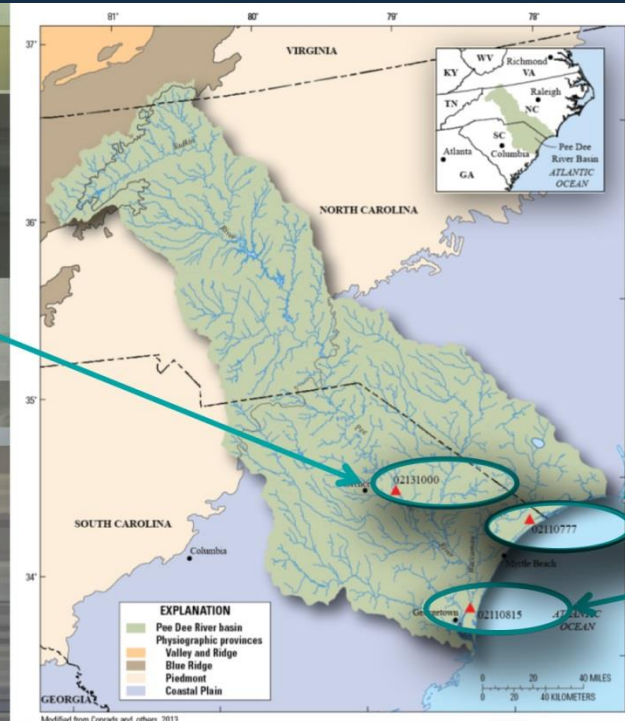 81°
80°
79°
78°
37°
VIRGINIA
WV
Richmond
KY
VA
TN
Raleigh
NC
SC
Atlanta
Columbia
GA
Pee Dee
River Basin
ATLANTIC
OCEAN
Yadkin
River
36°
NORTH CAROLINA
35°
Pee
02131000
02110777
SOUTH CAROLINA
Columbia
Myrtle Beach
34°
Georgetown
02110815
ATLANTIC
OCEAN
EXPLANATION
Pee Dee River basin
Physiographic provinces
Valley and Ridge
Blue Ridge
Piedmont
Coastal Plain
0 20 40 MILES
0 20 40 KILOMETERS
GEORGIA
Modified from Conrads and others, 2013